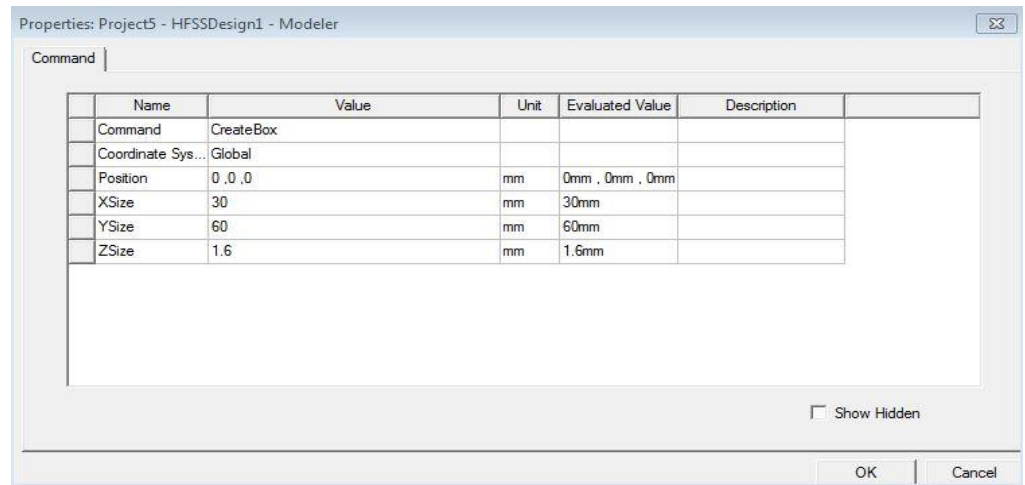 Properties: Project5 - HFSSDesign1 - Modeler
Command
Name Value Unit Evaluated Value Description
Command CreateBox
Coordinate Sys... Global
Position 0 ,0 ,0 mm 0mm , 0mm , 0mm
XSize 30 mm 30mm
YSize 60 mm 60mm
ZSize 1.6 mm 1.6mm
Show Hidden
OK Cancel